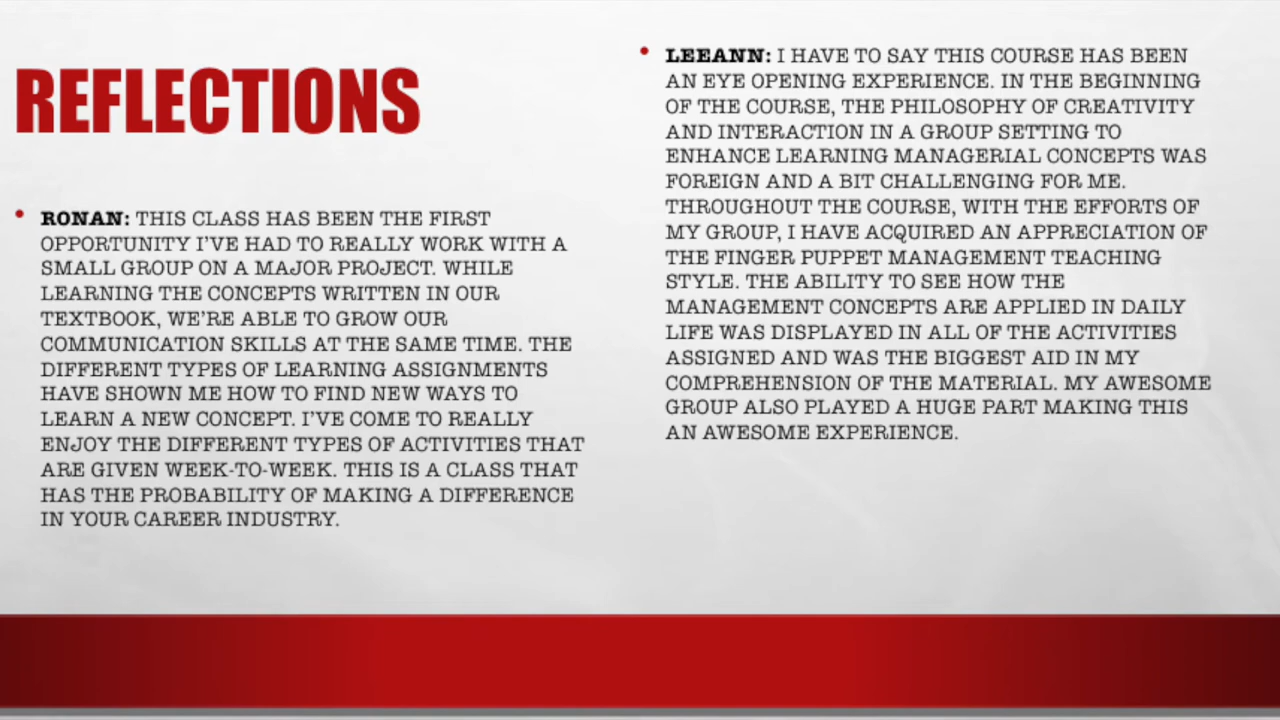 REFLECTIONS
• RONAN: THIS CLASS HAS BEEN THE FIRST
OPPORTUNITY I'VE HAD TO REALLY WORK WITH A
SMALL GROUP ON A MAJOR PROJECT. WHILE
LEARNING THE CONCEPTS WRITTEN IN OUR
TEXTBOOK, WE'RE ABLE TO GROW OUR
COMMUNICATION SKILLS AT THE SAME TIME. THE
DIFFERENT TYPES OF LEARNING ASSIGNMENTS
HAVE SHOWN ME HOW TO FIND NEW WAYS TO
LEARN A NEW CONCEPT. I'VE COME TO REALLY
ENJOY THE DIFFERENT TYPES OF ACTIVITIES THAT
ARE GIVEN WEEK-TO-WEEK. THIS IS A CLASS THAT
HAS THE PROBABILITY OF MAKING A DIFFERENCE
IN YOUR CAREER INDUSTRY.
• LEEANN: I HAVE TO SAY THIS COURSE HAS BEEN
AN EYE OPENING EXPERIENCE. IN THE BEGINNING
OF THE COURSE, THE PHILOSOPHY OF CREATIVITY
AND INTERACTION IN A GROUP SETTING TO
ENHANCE LEARNING MANAGERIAL CONCEPTS WAS
FOREIGN AND A BIT CHALLENGING FOR ME.
THROUGHOUT THE COURSE, WITH THE EFFORTS OF
MY GROUP, I HAVE ACQUIRED AN APPRECIATION OF
THE FINGER PUPPET MANAGEMENT TEACHING
STYLE. THE ABILITY TO SEE HOW THE
MANAGEMENT CONCEPTS ARE APPLIED IN DAILY
LIFE WAS DISPLAYED IN ALL OF THE ACTIVITIES
ASSIGNED AND WAS THE BIGGEST AID IN MY
COMPREHENSION OF THE MATERIAL. MY AWESOME
GROUP ALSO PLAYED A HUGE PART MAKING THIS
AN AWESOME EXPERIENCE.